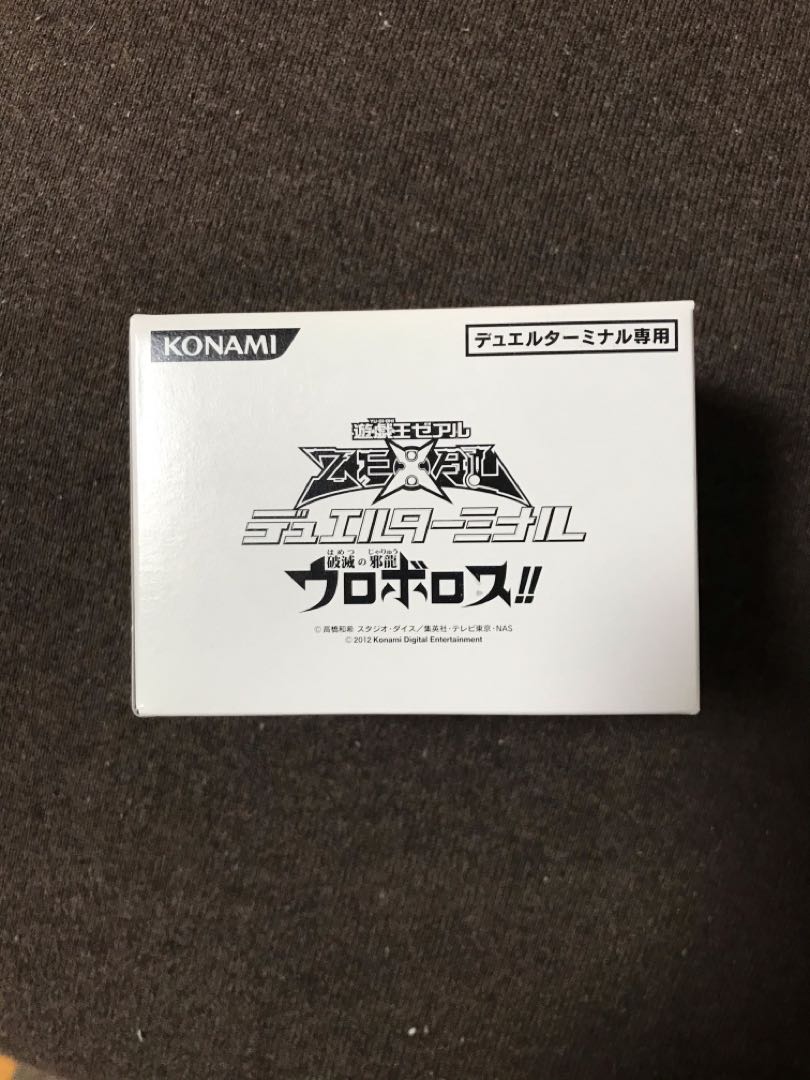 KONAMI
デュエルターミナル専用
YU-GI-OH!
遊戯王ゼアル
ZEXAL
デュエルターミナル
はめつ じゃりゅう
破滅の邪龍
ウロボロス!!
© 高橋和希 スタジオ・ダイス/集英社・テレビ東京・NAS
© 2012 Konami Digital Entertainment